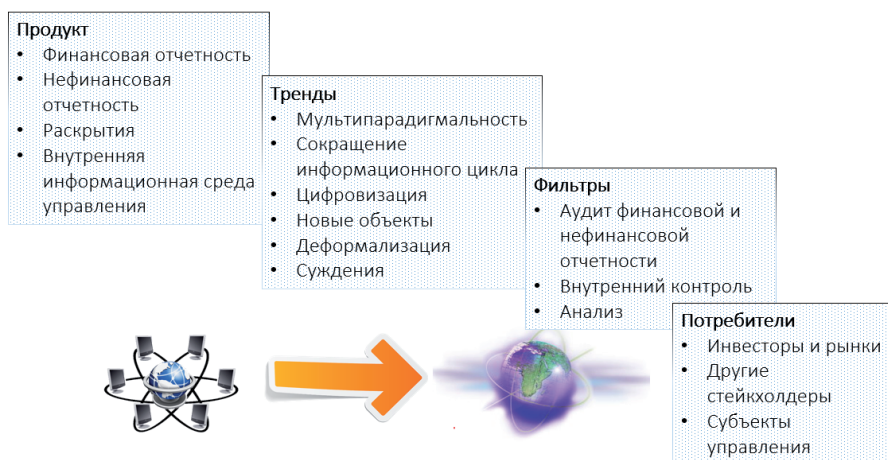 Продукт
• Финансовая отчетность
• Нефинансовая
отчетность
• Раскрытия
• Внутренняя
информационная среда
управления
Тренды
• Мультипарадигмальность
• Сокращение
информационного цикла
• Цифровизация
• Новые объекты
• Деформализация
• Суждения
Фильтры
• Аудит финансовой и
нефинансовой
отчетности
• Внутренний контроль
• Анализ
Потребители
• Инвесторы и рынки
• Другие
стейкхолдеры
• Субъекты
управления